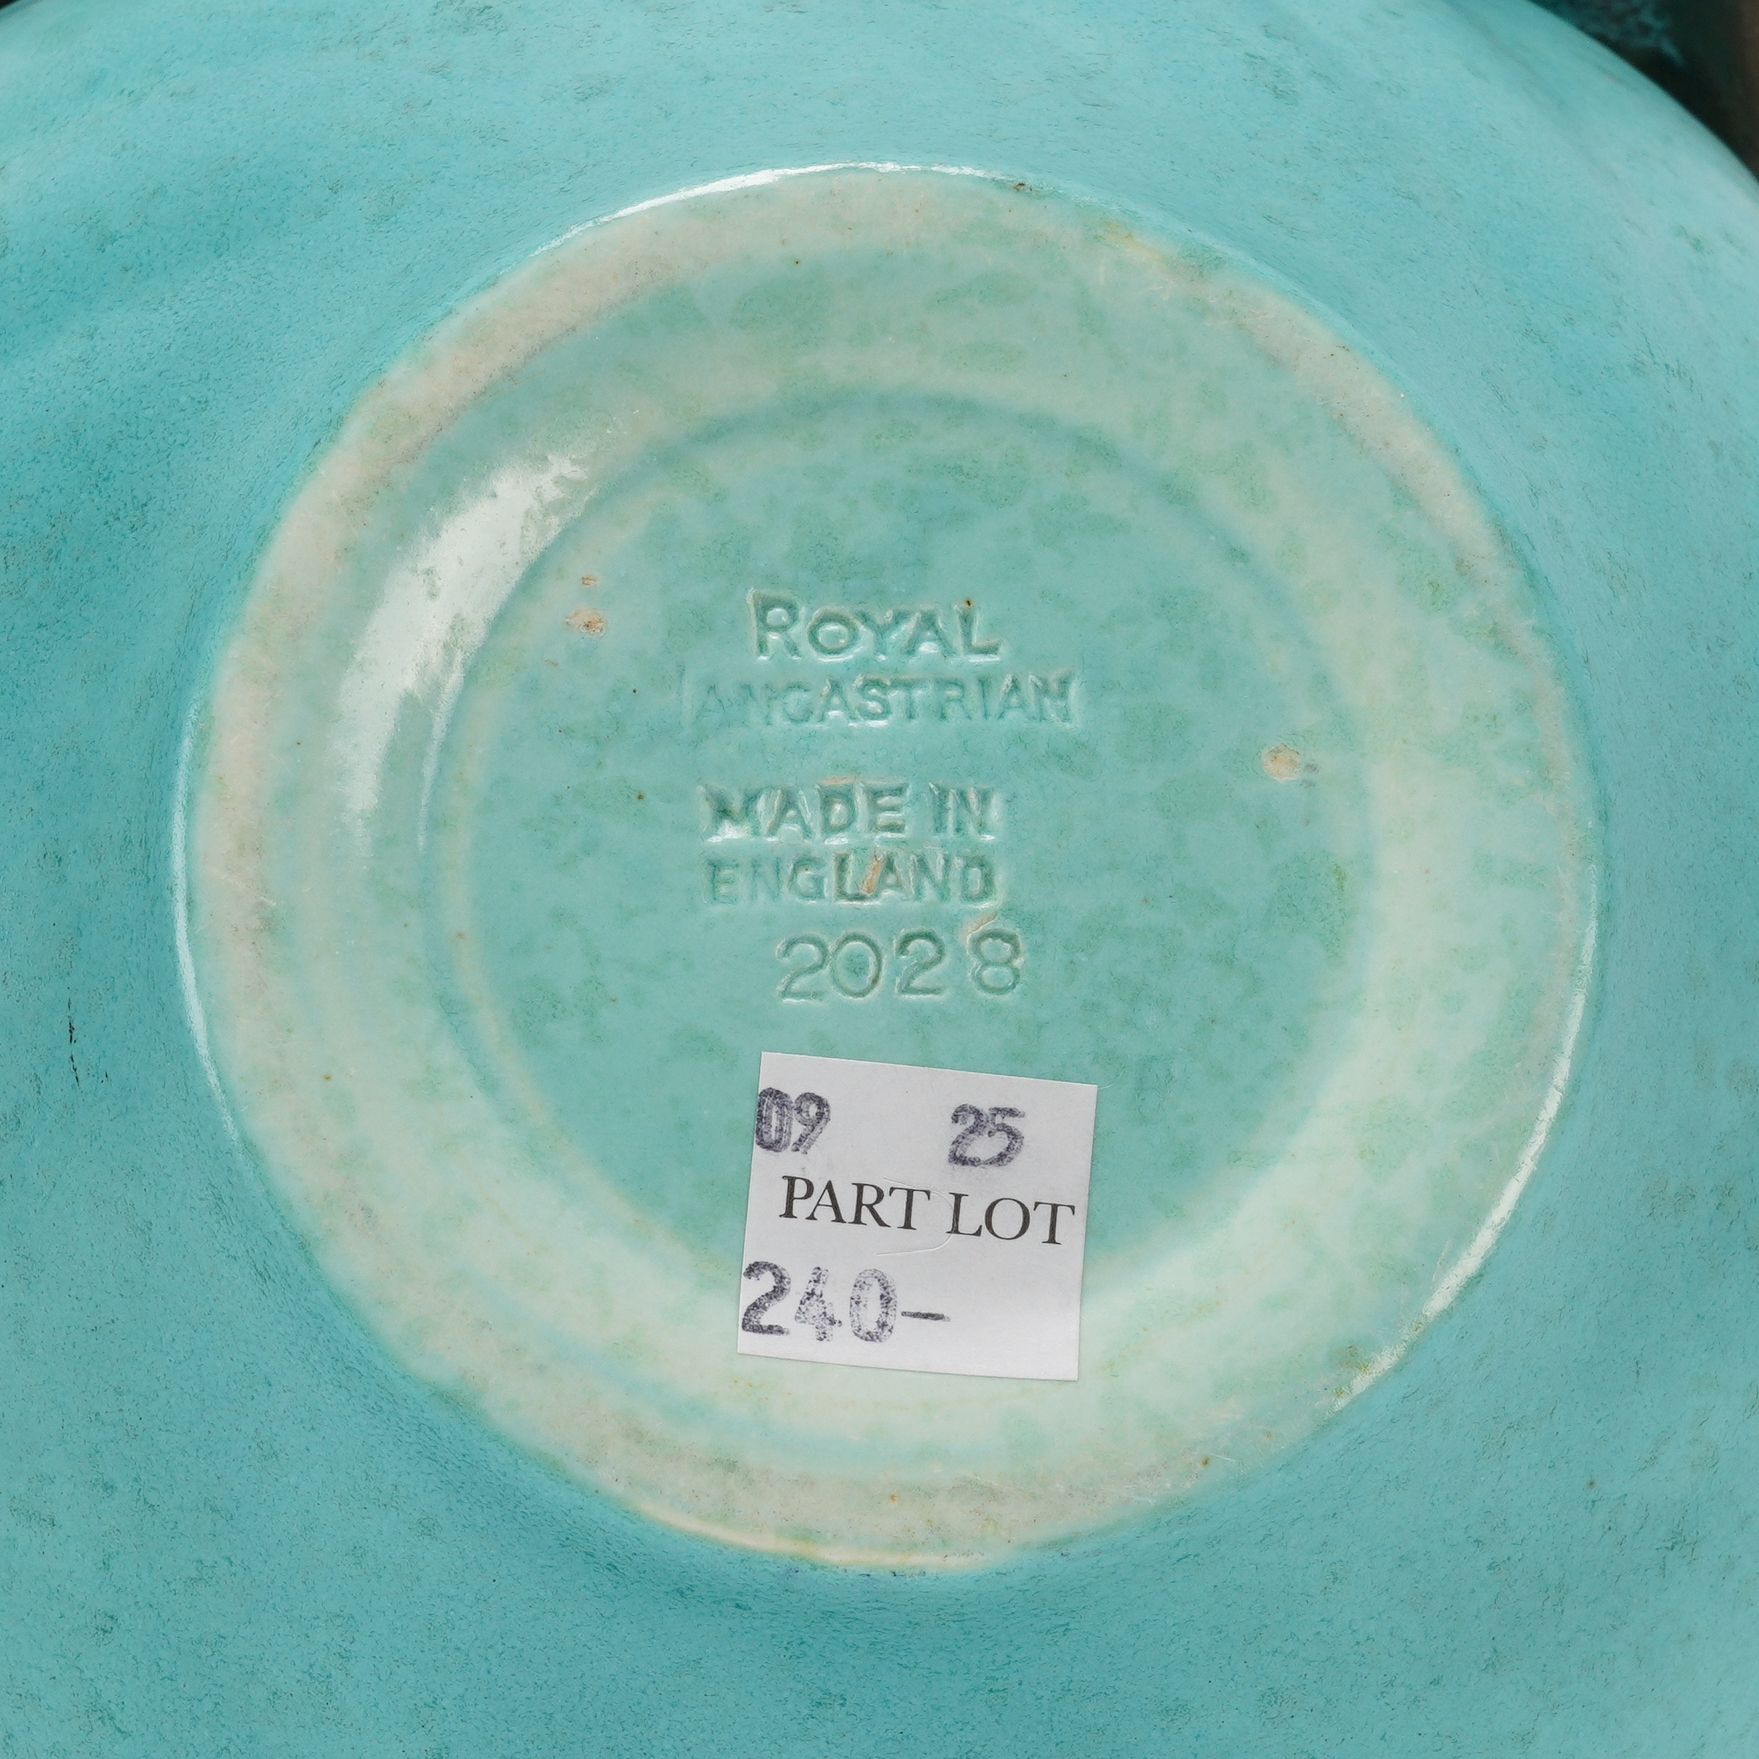 ROYAL
LANCASTRIAN
MADE IN
ENGLAND
2028
09 25
PART LOT
240-